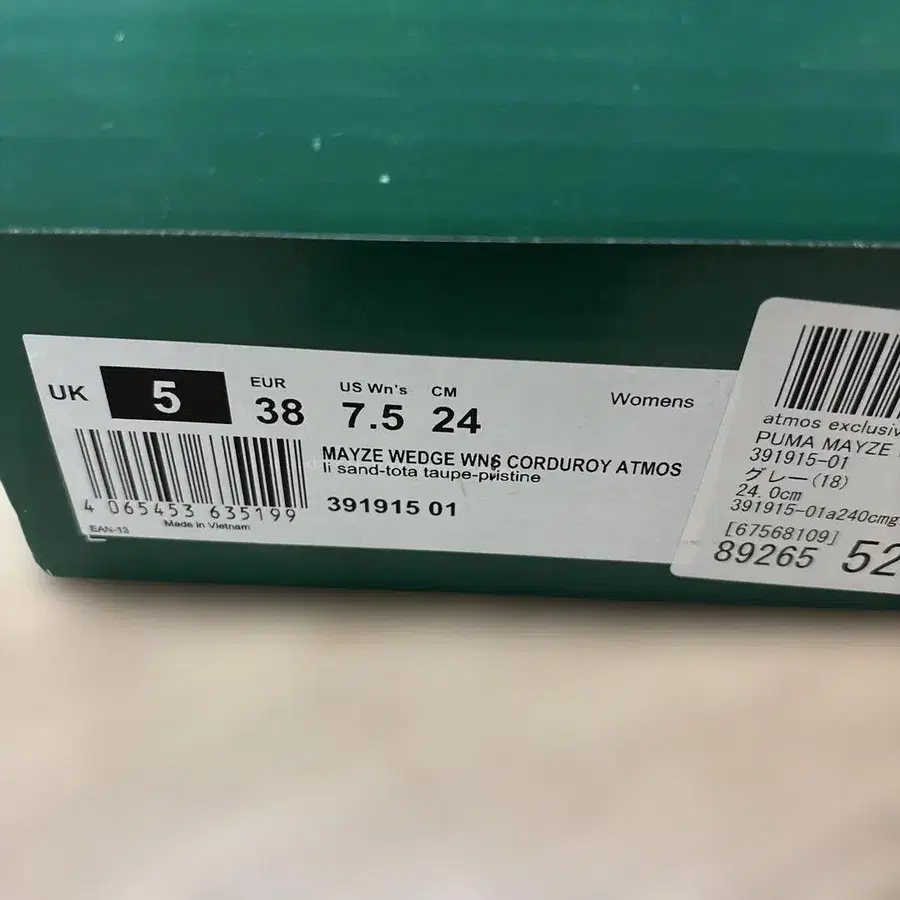 UK 5 EUR 38 US Wn's 7.5 CM 24 Womens
MAYZE WEDGE WNS CORDUROY ATMOS
li sand-tota taupe-pristine
391915 01
4 065453 635199
EAN-13
Made in Vietnam
atmos exclusiv
PUMA MAYZE
391915-01
グレー(18)
24.0cm
391915-01a240cmg
[67568109]
89265 52